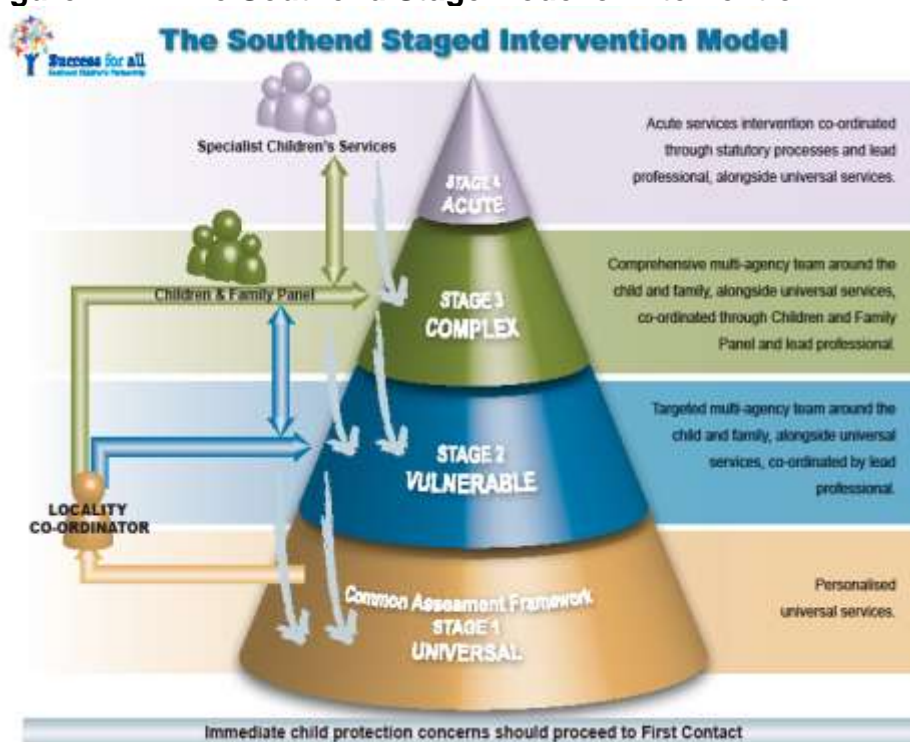 The Southend Staged Intervention Model
Success for all
Southend Children's Partnership
Specialist Children's Services
Acute services intervention co-ordinated
through statutory processes and lead
professional, alongside universal services.
STAGE 4
ACUTE
Children & Family Panel
Comprehensive multi-agency team around the
child and family, alongside universal services,
co-ordinated through Children and Family
Panel and lead professional.
STAGE 3
COMPLEX
Targeted multi-agency team around the
child and family, alongside universal
services, co-ordinated by lead
professional.
STAGE 2
VULNERABLE
LOCALITY
CO-ORDINATOR
Common Assessment Framework
STAGE 1
UNIVERSAL
Personalised
universal services.
Immediate child protection concerns should proceed to First Contact